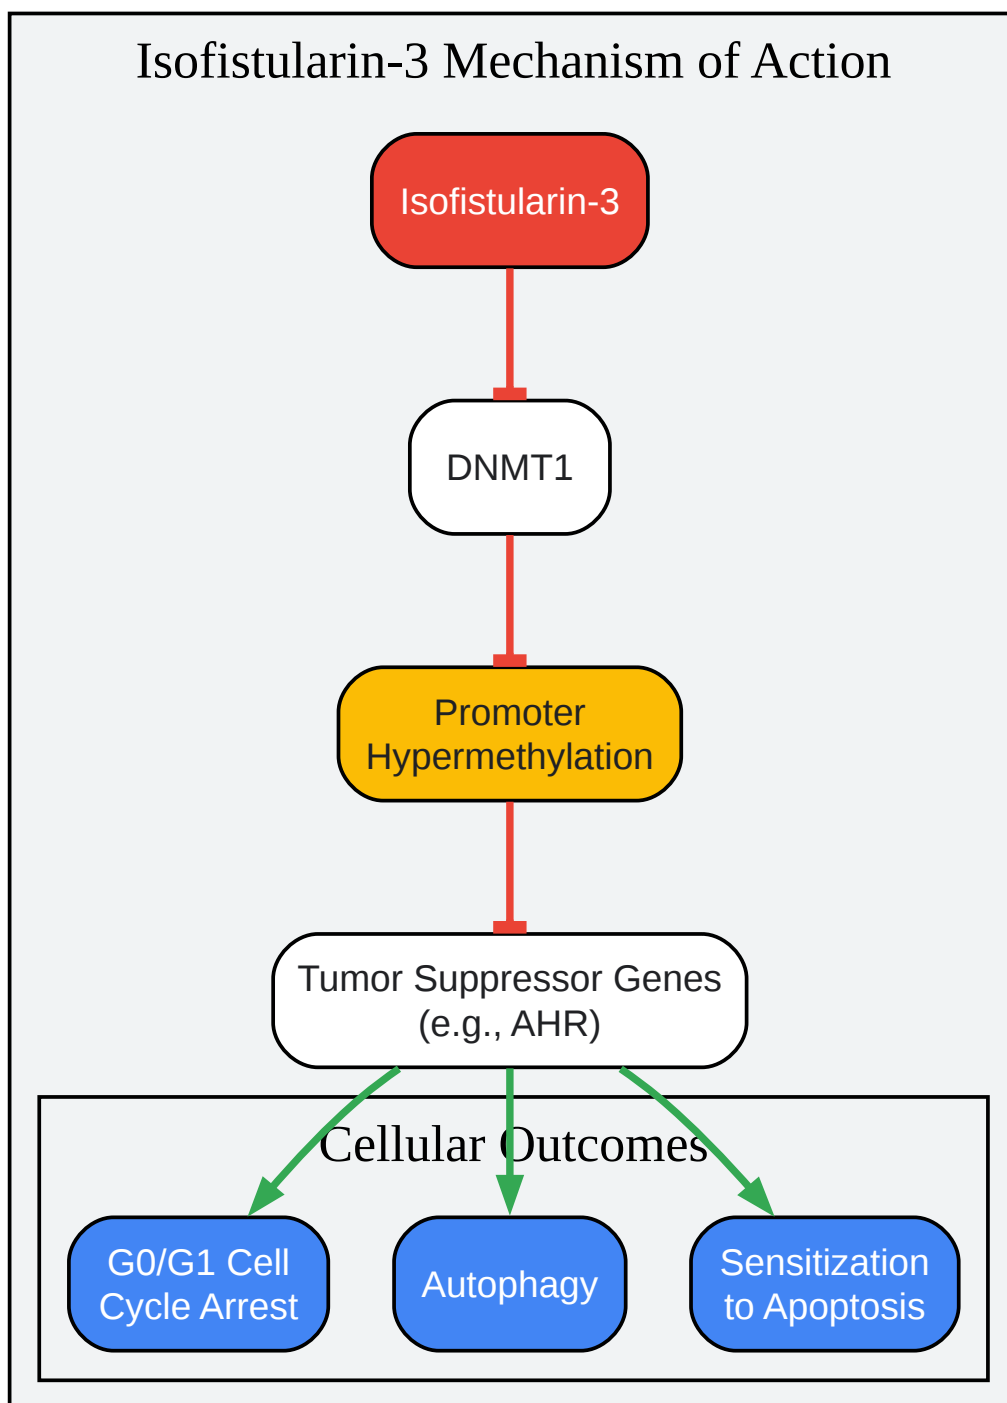 Isofistularin-3 Mechanism of Action
Isofistularin-3
DNMT1
Promoter
Hypermethylation
Tumor Suppressor Genes
(e.g., AHR)
Cellular Outcomes
G0/G1 Cell
Cycle Arrest
Autophagy
Sensitization
to Apoptosis